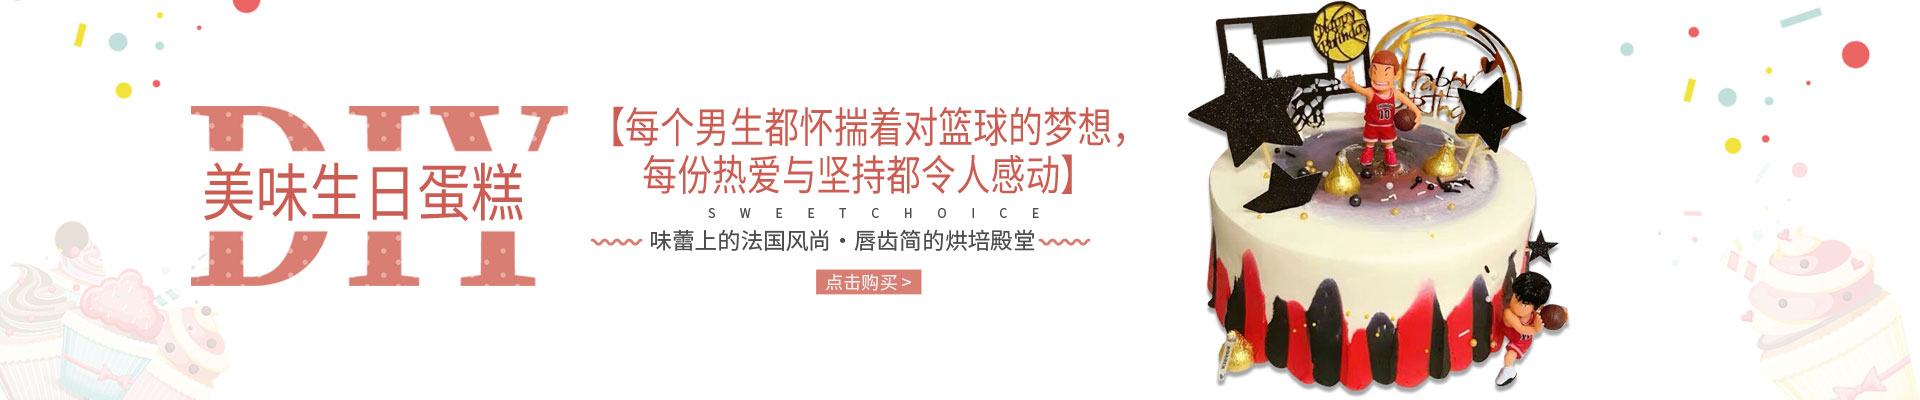 DIY
美味生日蛋糕
【每个男生都怀揣着对篮球的梦想，
每份热爱与坚持都令人感动】
SWEETCHOICE
味蕾上的法国风尚·唇齿简的烘培殿堂
点击购买 >
Happy
Birthday
Happy
10